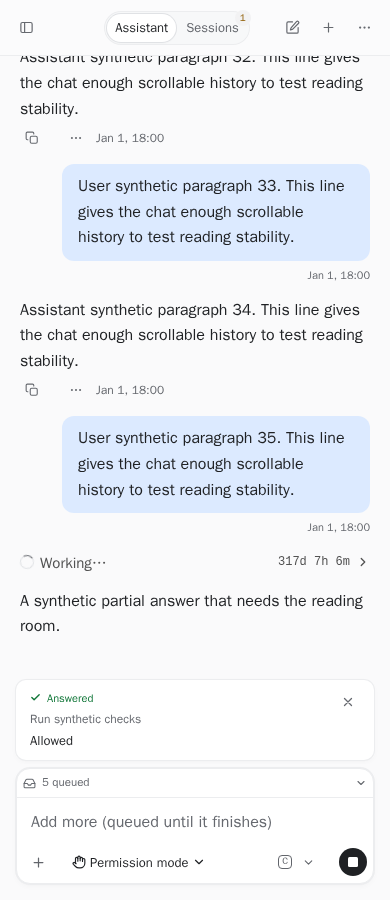 Assistant
Sessions
1
Assistant synthetic paragraph 32. This line gives
the chat enough scrollable history to test reading
stability.
Jan 1, 18:00
User synthetic paragraph 33. This line
gives the chat enough scrollable
history to test reading stability.
Jan 1, 18:00
Assistant synthetic paragraph 34. This line gives
the chat enough scrollable history to test reading
stability.
Jan 1, 18:00
User synthetic paragraph 35. This line
gives the chat enough scrollable
history to test reading stability.
Jan 1, 18:00
Working···
317d 7h 6m
A synthetic partial answer that needs the reading
room.
Answered
Run synthetic checks
Allowed
5 queued
Add more (queued until it finishes)
Permission mode
C